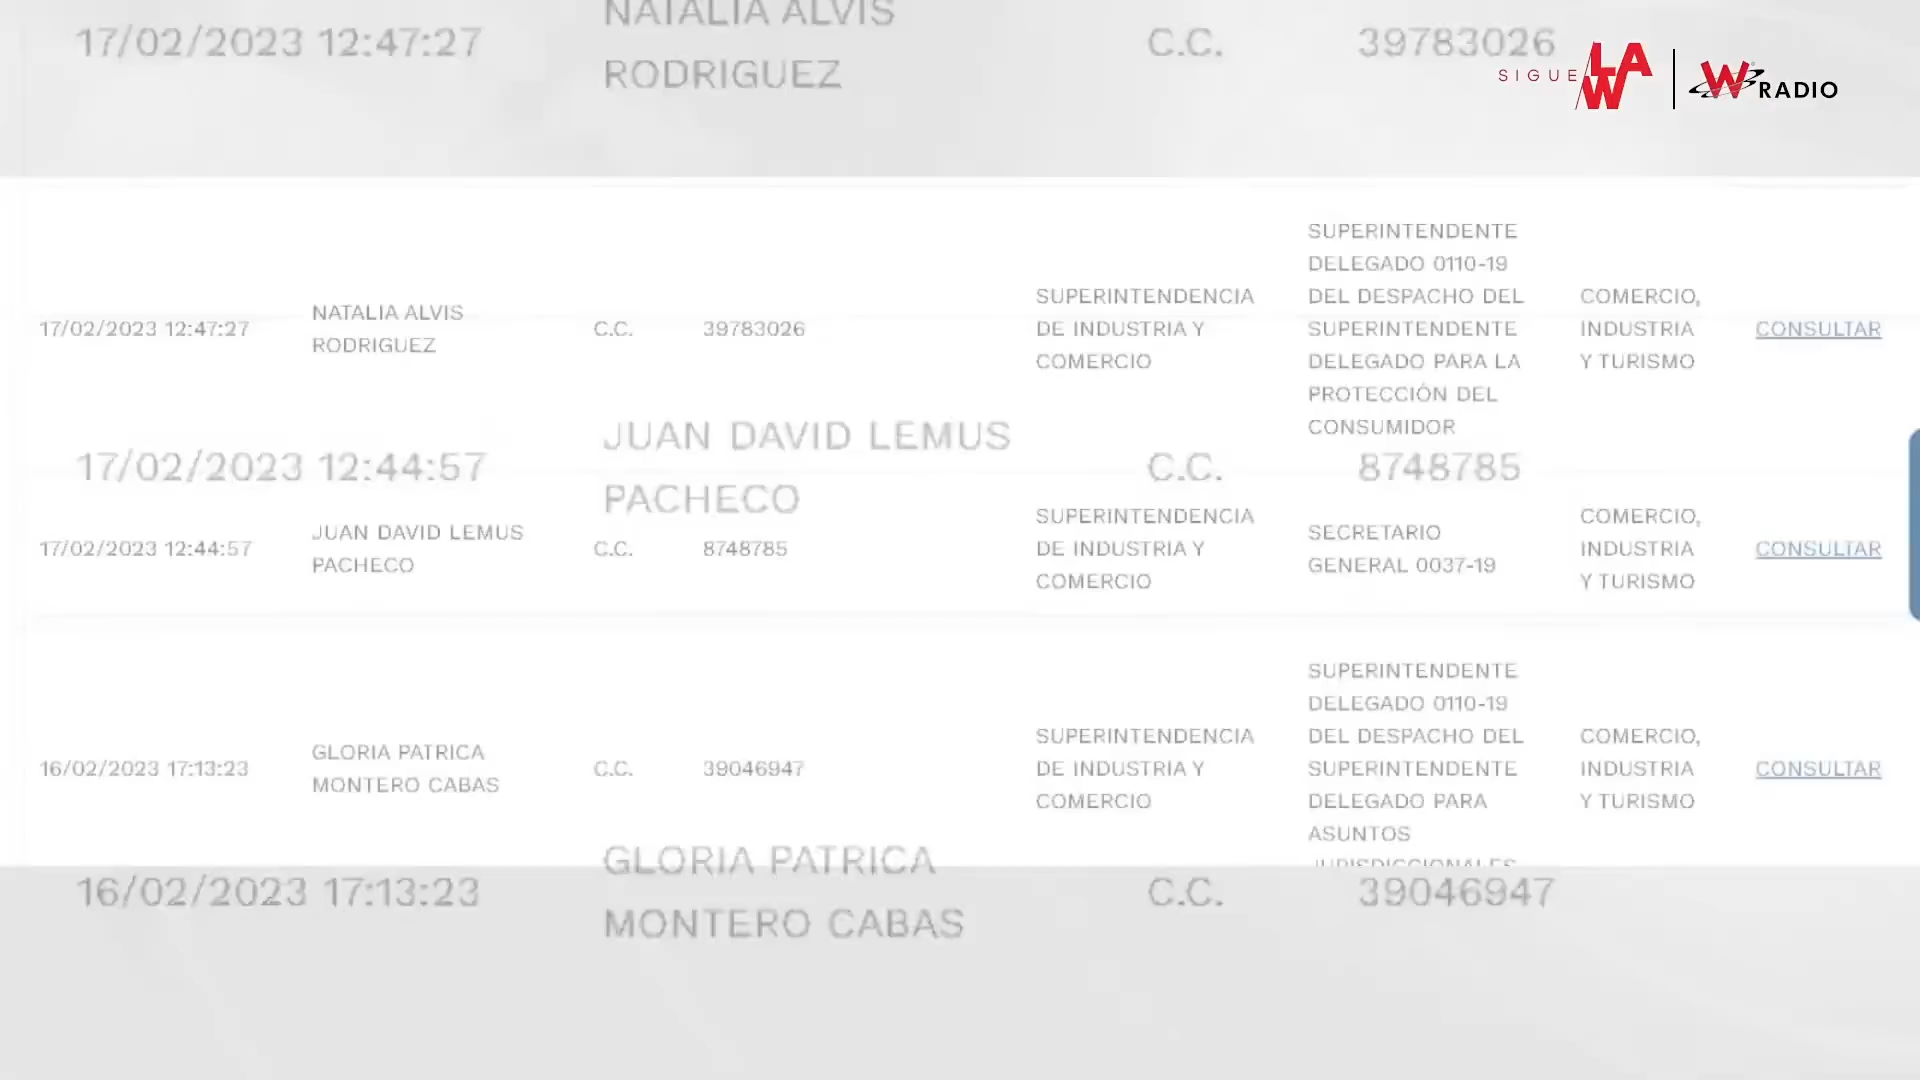 NATALIA ALVIS
17/02/2023 12:47:27
RODRIGUEZ
C.C.
39783026
SIGUE LA W
W RADIO
17/02/2023 12:47:27
NATALIA ALVIS
RODRIGUEZ
C.C.
39783026
SUPERINTENDENCIA
DE INDUSTRIA Y
COMERCIO
SUPERINTENDENTE
DELEGADO 0110-19
DEL DESPACHO DEL
SUPERINTENDENTE
DELEGADO PARA LA
PROTECCIÓN DEL
CONSUMIDOR
COMERCIO,
INDUSTRIA
Y TURISMO
CONSULTAR
17/02/2023 12:44:57
JUAN DAVID LEMUS
PACHECO
C.C.
8748785
17/02/2023 12:44:57
JUAN DAVID LEMUS
PACHECO
C.C.
8748785
SUPERINTENDENCIA
DE INDUSTRIA Y
COMERCIO
SECRETARIO
GENERAL 0037-19
COMERCIO,
INDUSTRIA
Y TURISMO
CONSULTAR
16/02/2023 17:13:23
GLORIA PATRICA
MONTERO CABAS
C.C.
39046947
SUPERINTENDENCIA
DE INDUSTRIA Y
COMERCIO
SUPERINTENDENTE
DELEGADO 0110-19
DEL DESPACHO DEL
SUPERINTENDENTE
DELEGADO PARA
ASUNTOS
JURISDICCIONALES
COMERCIO,
INDUSTRIA
Y TURISMO
CONSULTAR
16/02/2023 17:13:23
GLORIA PATRICA
MONTERO CABAS
C.C.
39046947